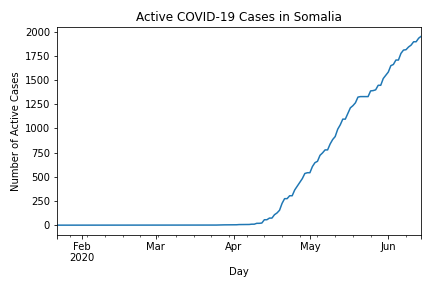 Active COVID-19 Cases in Somalia
Number of Active Cases
2000
1750
1500
1250
1000
750
500
250
0
Feb Mar Apr May Jun
2020
Day